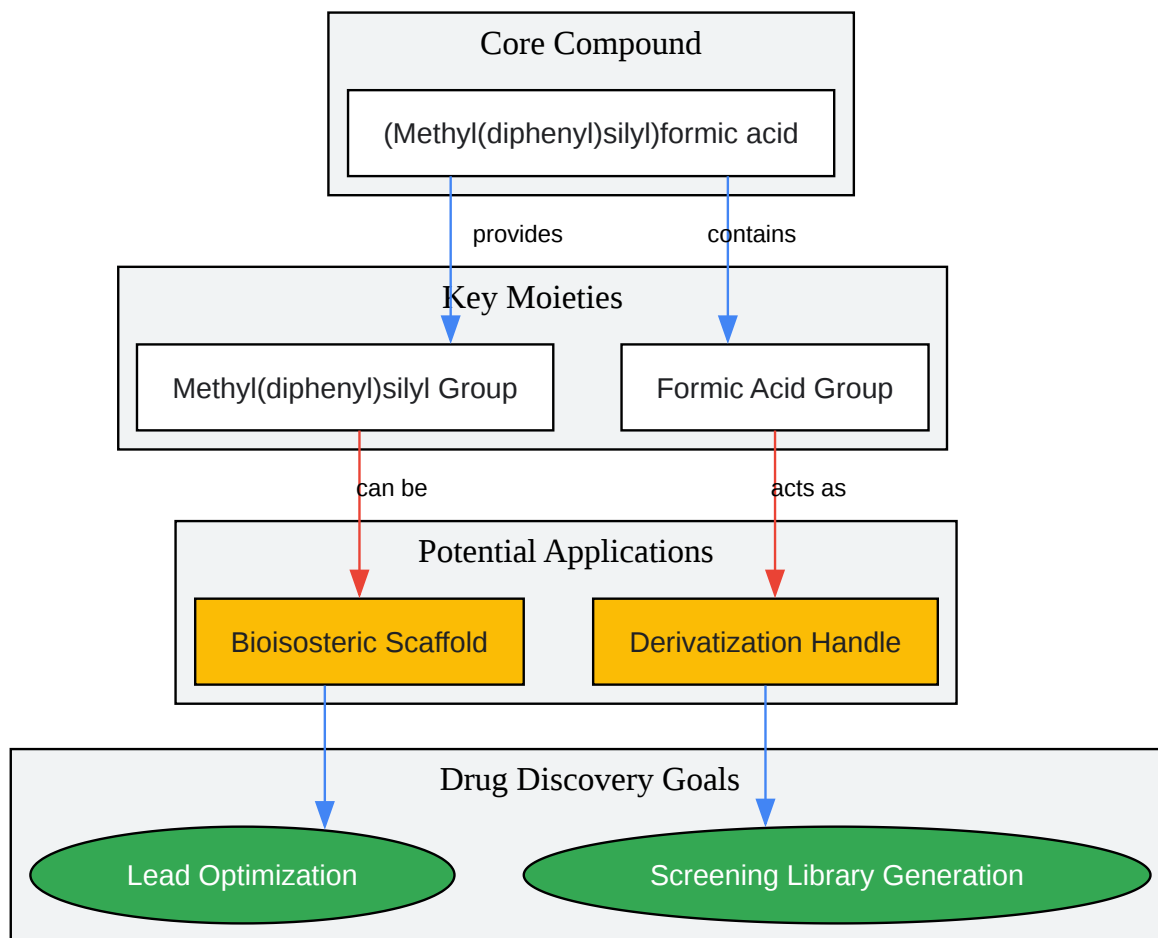 Core Compound
(Methyl(diphenyl)silyl)formic acid
provides
contains
Key Moieties
Methyl(diphenyl)silyl Group
Formic Acid Group
can be
acts as
Potential Applications
Bioisosteric Scaffold
Derivatization Handle
Drug Discovery Goals
Lead Optimization
Screening Library Generation